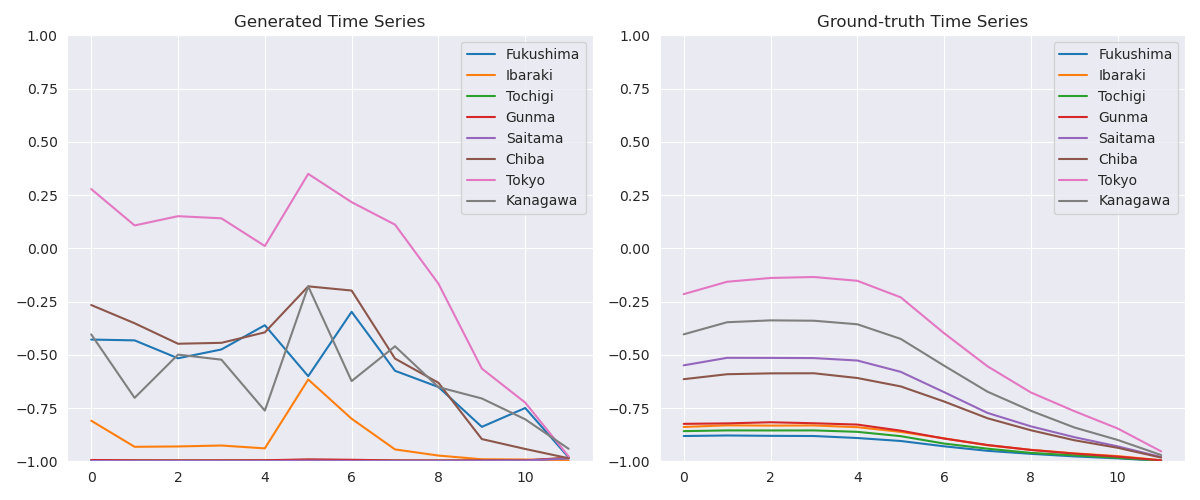 Generated Time Series
1.00
0.75
0.50
0.25
0.00
−0.25
−0.50
−0.75
−1.00
0 2 4 6 8 10
Fukushima
Ibaraki
Tochigi
Gunma
Saitama
Chiba
Tokyo
Kanagawa
Ground-truth Time Series
1.00
0.75
0.50
0.25
0.00
−0.25
−0.50
−0.75
−1.00
0 2 4 6 8 10
Fukushima
Ibaraki
Tochigi
Gunma
Saitama
Chiba
Tokyo
Kanagawa